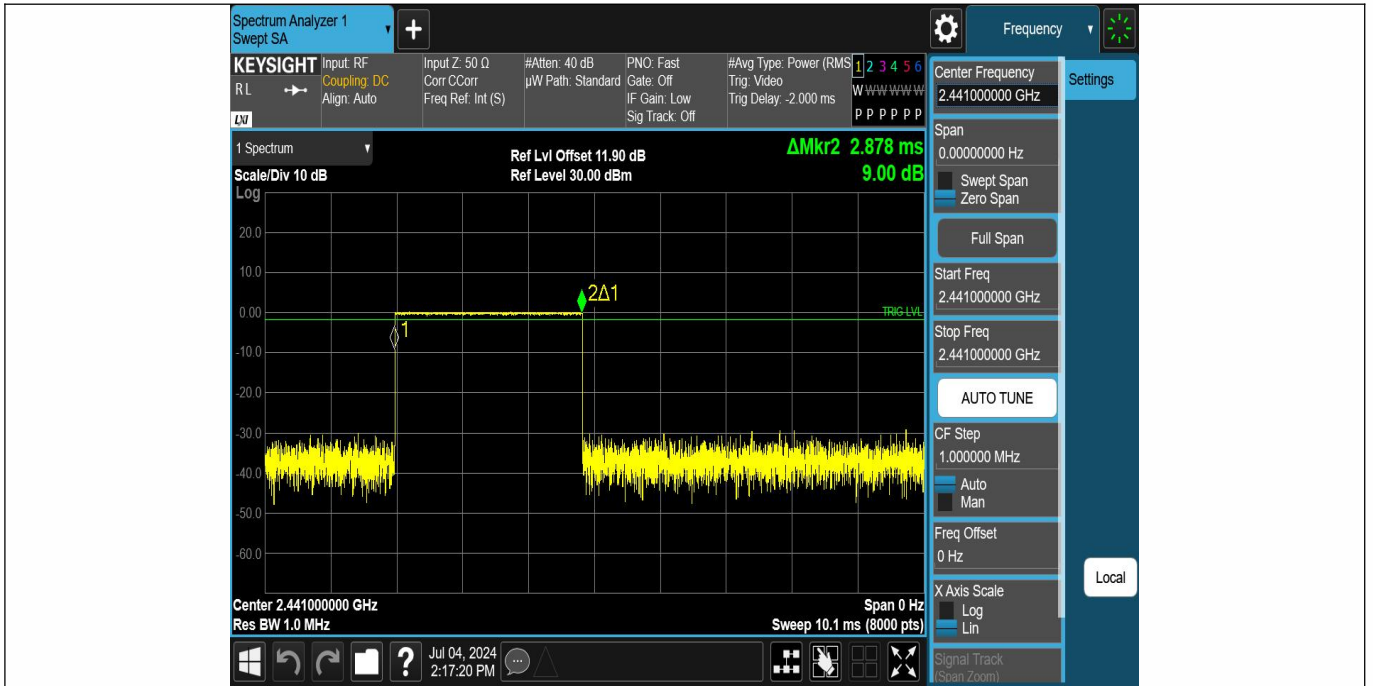 Spectrum Analyzer 1
Swept SA
+
Frequency
KEYSIGHT
RL
LXI
Input: RF
Coupling: DC
Align: Auto
Input Z: 50 Ω
Corr CCorr
Freq Ref: Int (S)
#Atten: 40 dB
µW Path: Standard
PNO: Fast
Gate: Off
IF Gain: Low
Sig Track: Off
#Avg Type: Power (RMS
Trig: Video
Trig Delay: -2.000 ms
1 2 3 4 5 6
W W W W W W
P P P P P P
1 Spectrum
Scale/Div 10 dB
Log
Ref Lvl Offset 11.90 dB
Ref Level 30.00 dBm
ΔMkr2 2.878 ms
9.00 dB
20.0
10.0
0.00
-10.0
-20.0
-30.0
-40.0
-50.0
-60.0
2Δ1
1
TRIG LVL
Center 2.441000000 GHz
Res BW 1.0 MHz
Span 0 Hz
Sweep 10.1 ms (8000 pts)
Center Frequency
2.441000000 GHz
Settings
Span
0.00000000 Hz
Swept Span
Zero Span
Full Span
Start Freq
2.441000000 GHz
Stop Freq
2.441000000 GHz
AUTO TUNE
CF Step
1.000000 MHz
Auto
Man
Freq Offset
0 Hz
X Axis Scale
Log
Lin
Signal Track
(Span Zoom)
Local
?
Jul 04, 2024
2:17:20 PM